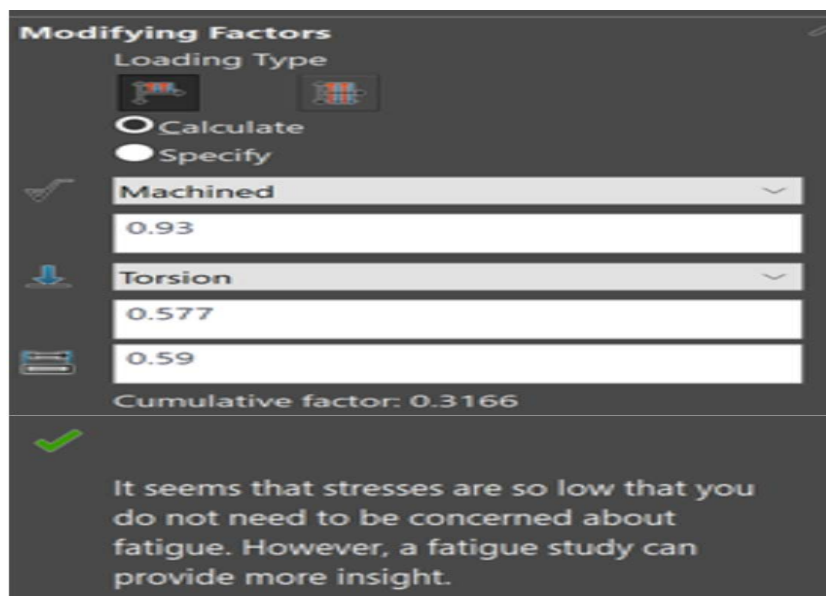 Modifying Factors
Loading Type
Calculate
Specify
Machined
0.93
Torsion
0.577
0.59
Cumulative factor: 0.3166
It seems that stresses are so low that you
do not need to be concerned about
fatigue. However, a fatigue study can
provide more insight.